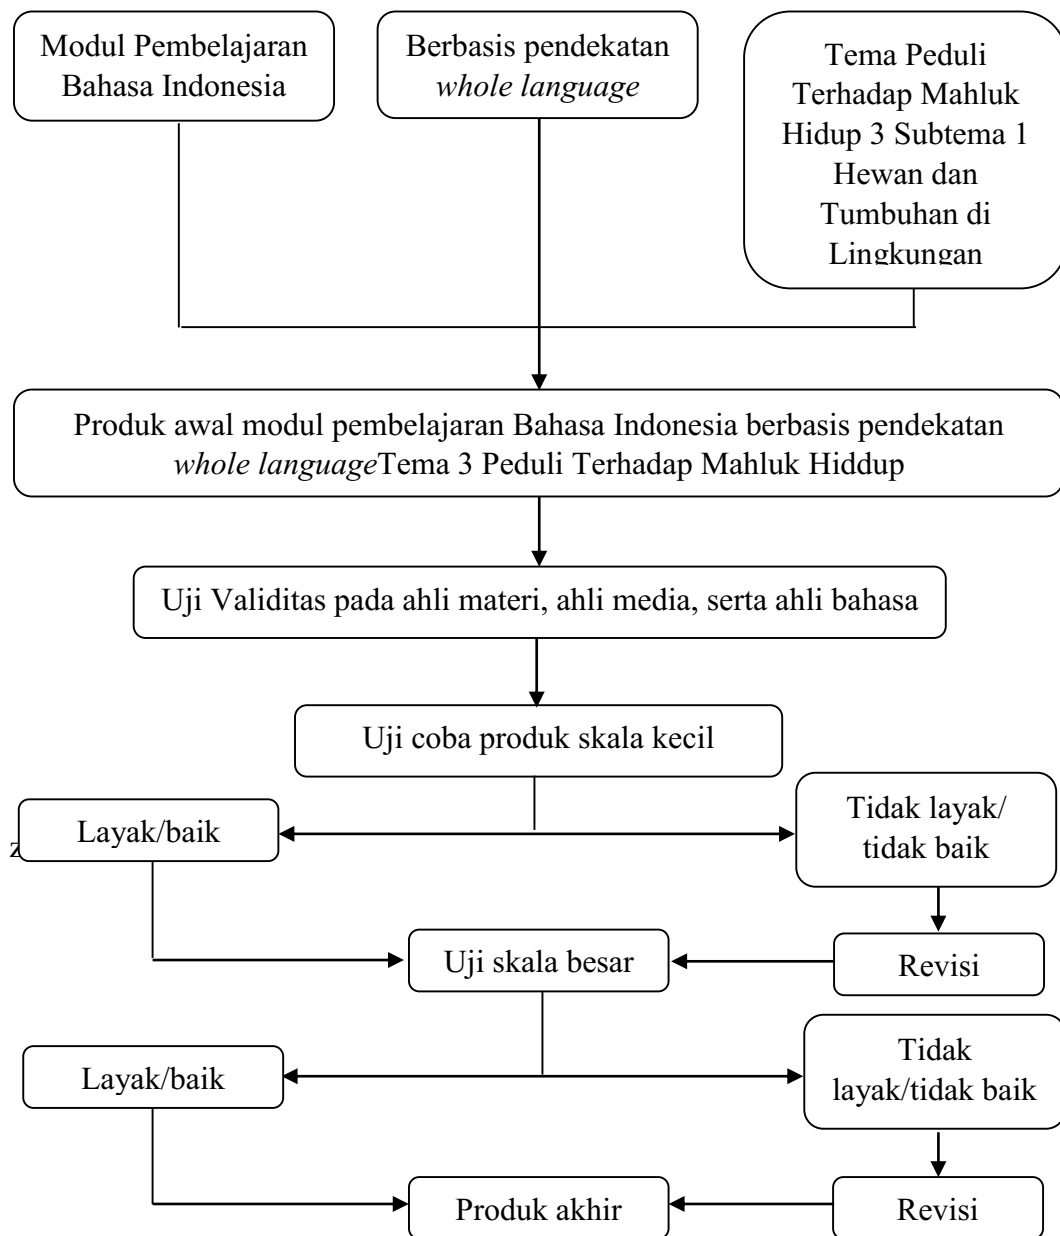 Modul Pembelajaran
Bahasa Indonesia
Berbasis pendekatan
whole language
Tema Peduli
Terhadap Mahluk
Hidup 3 Subtema 1
Hewan dan
Tumbuhan di
Lingkungan
Produk awal modul pembelajaran Bahasa Indonesia berbasis pendekatan
whole languageTema 3 Peduli Terhadap Mahluk Hiddup
Uji Validitas pada ahli materi, ahli media, serta ahli bahasa
Uji coba produk skala kecil
Layak/baik
Tidak layak/
tidak baik
z
Uji skala besar
Revisi
Layak/baik
Tidak
layak/tidak baik
Produk akhir
Revisi